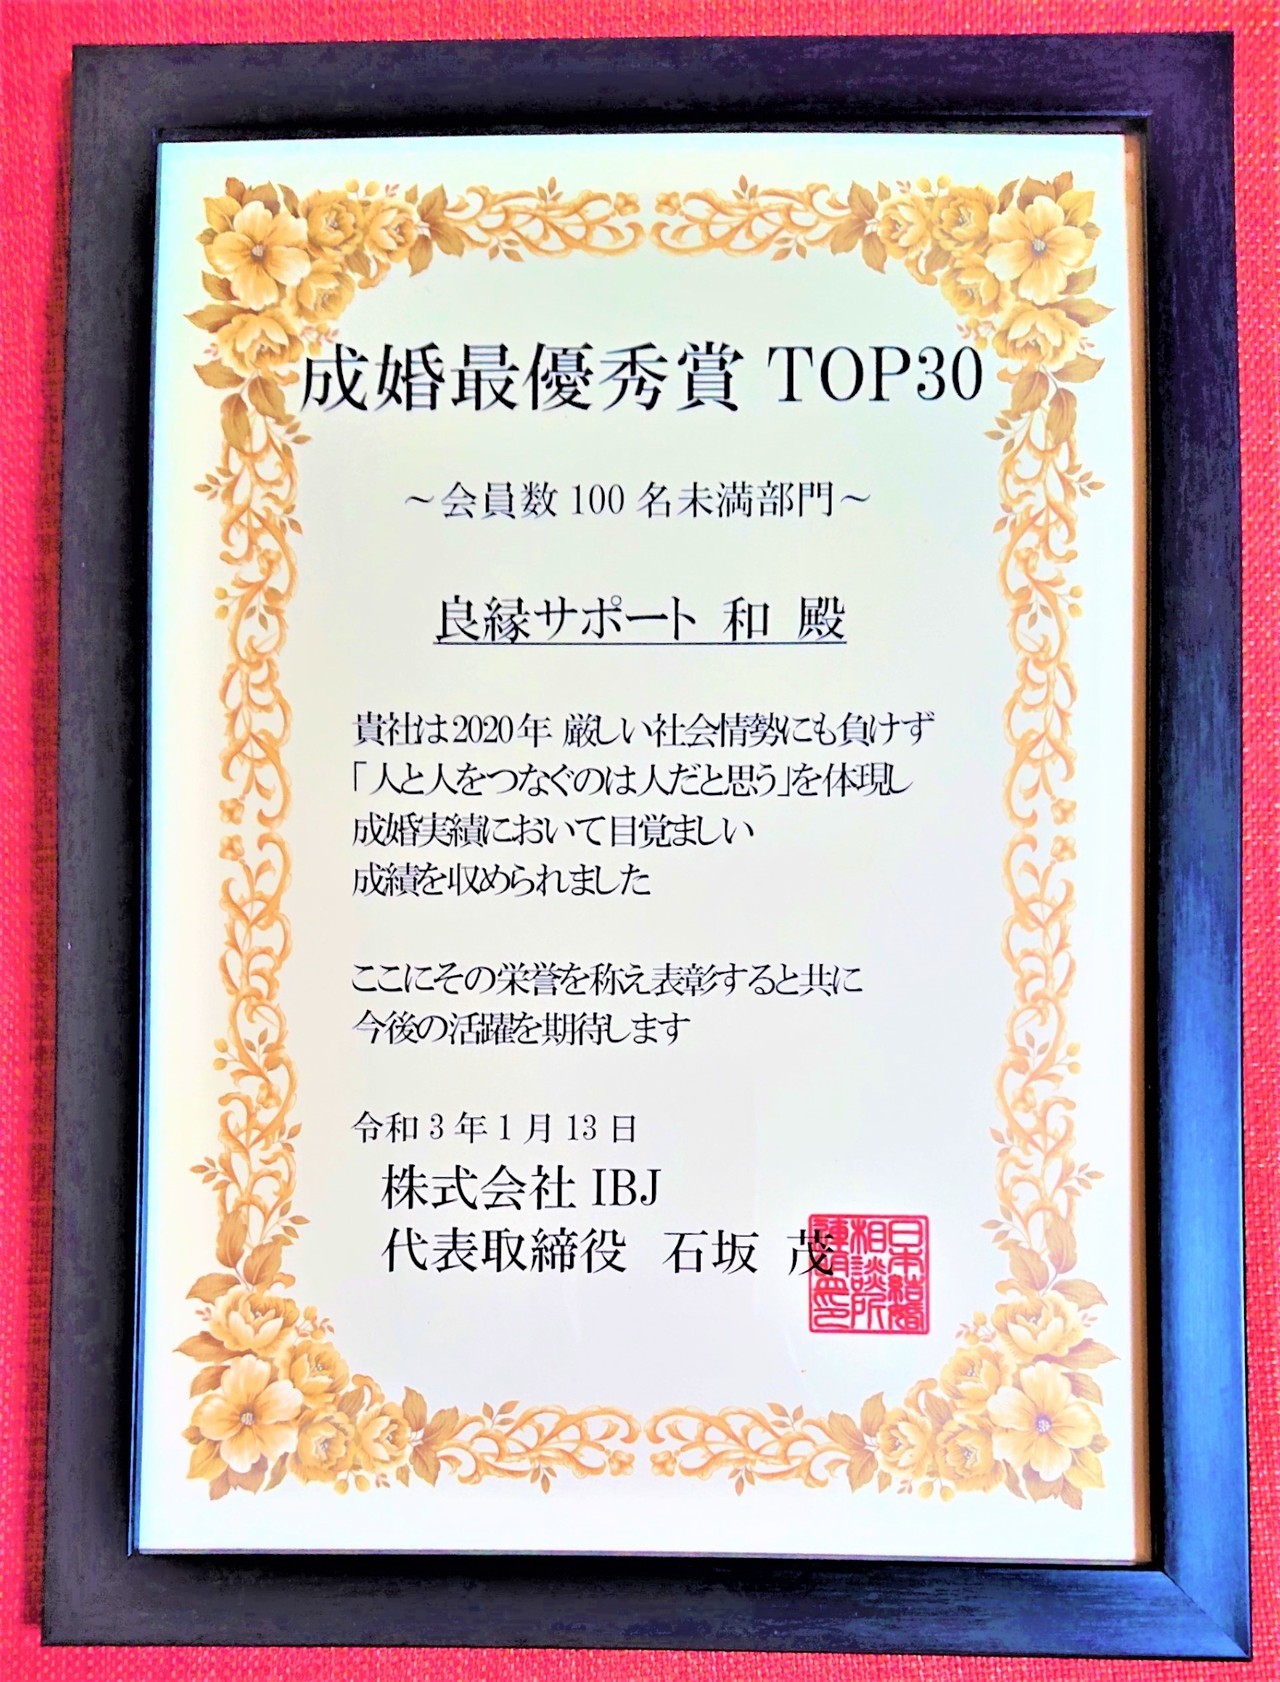 成婚最優秀賞 TOP30
～会員数 100 名未満部門～
良縁サポート 和 殿
貴社は2020年 厳しい社会情勢にも負けず
「人と人をつなぐのは人だと思う」を体現し
成婚実績において目覚ましい
成績を収められました
ここにその栄誉を称え表彰すると共に
今後の活躍を期待します
令和 3 年 1 月 13 日
株式会社 IBJ
代表取締役 石坂 茂
日本結婚
相談所
連盟印